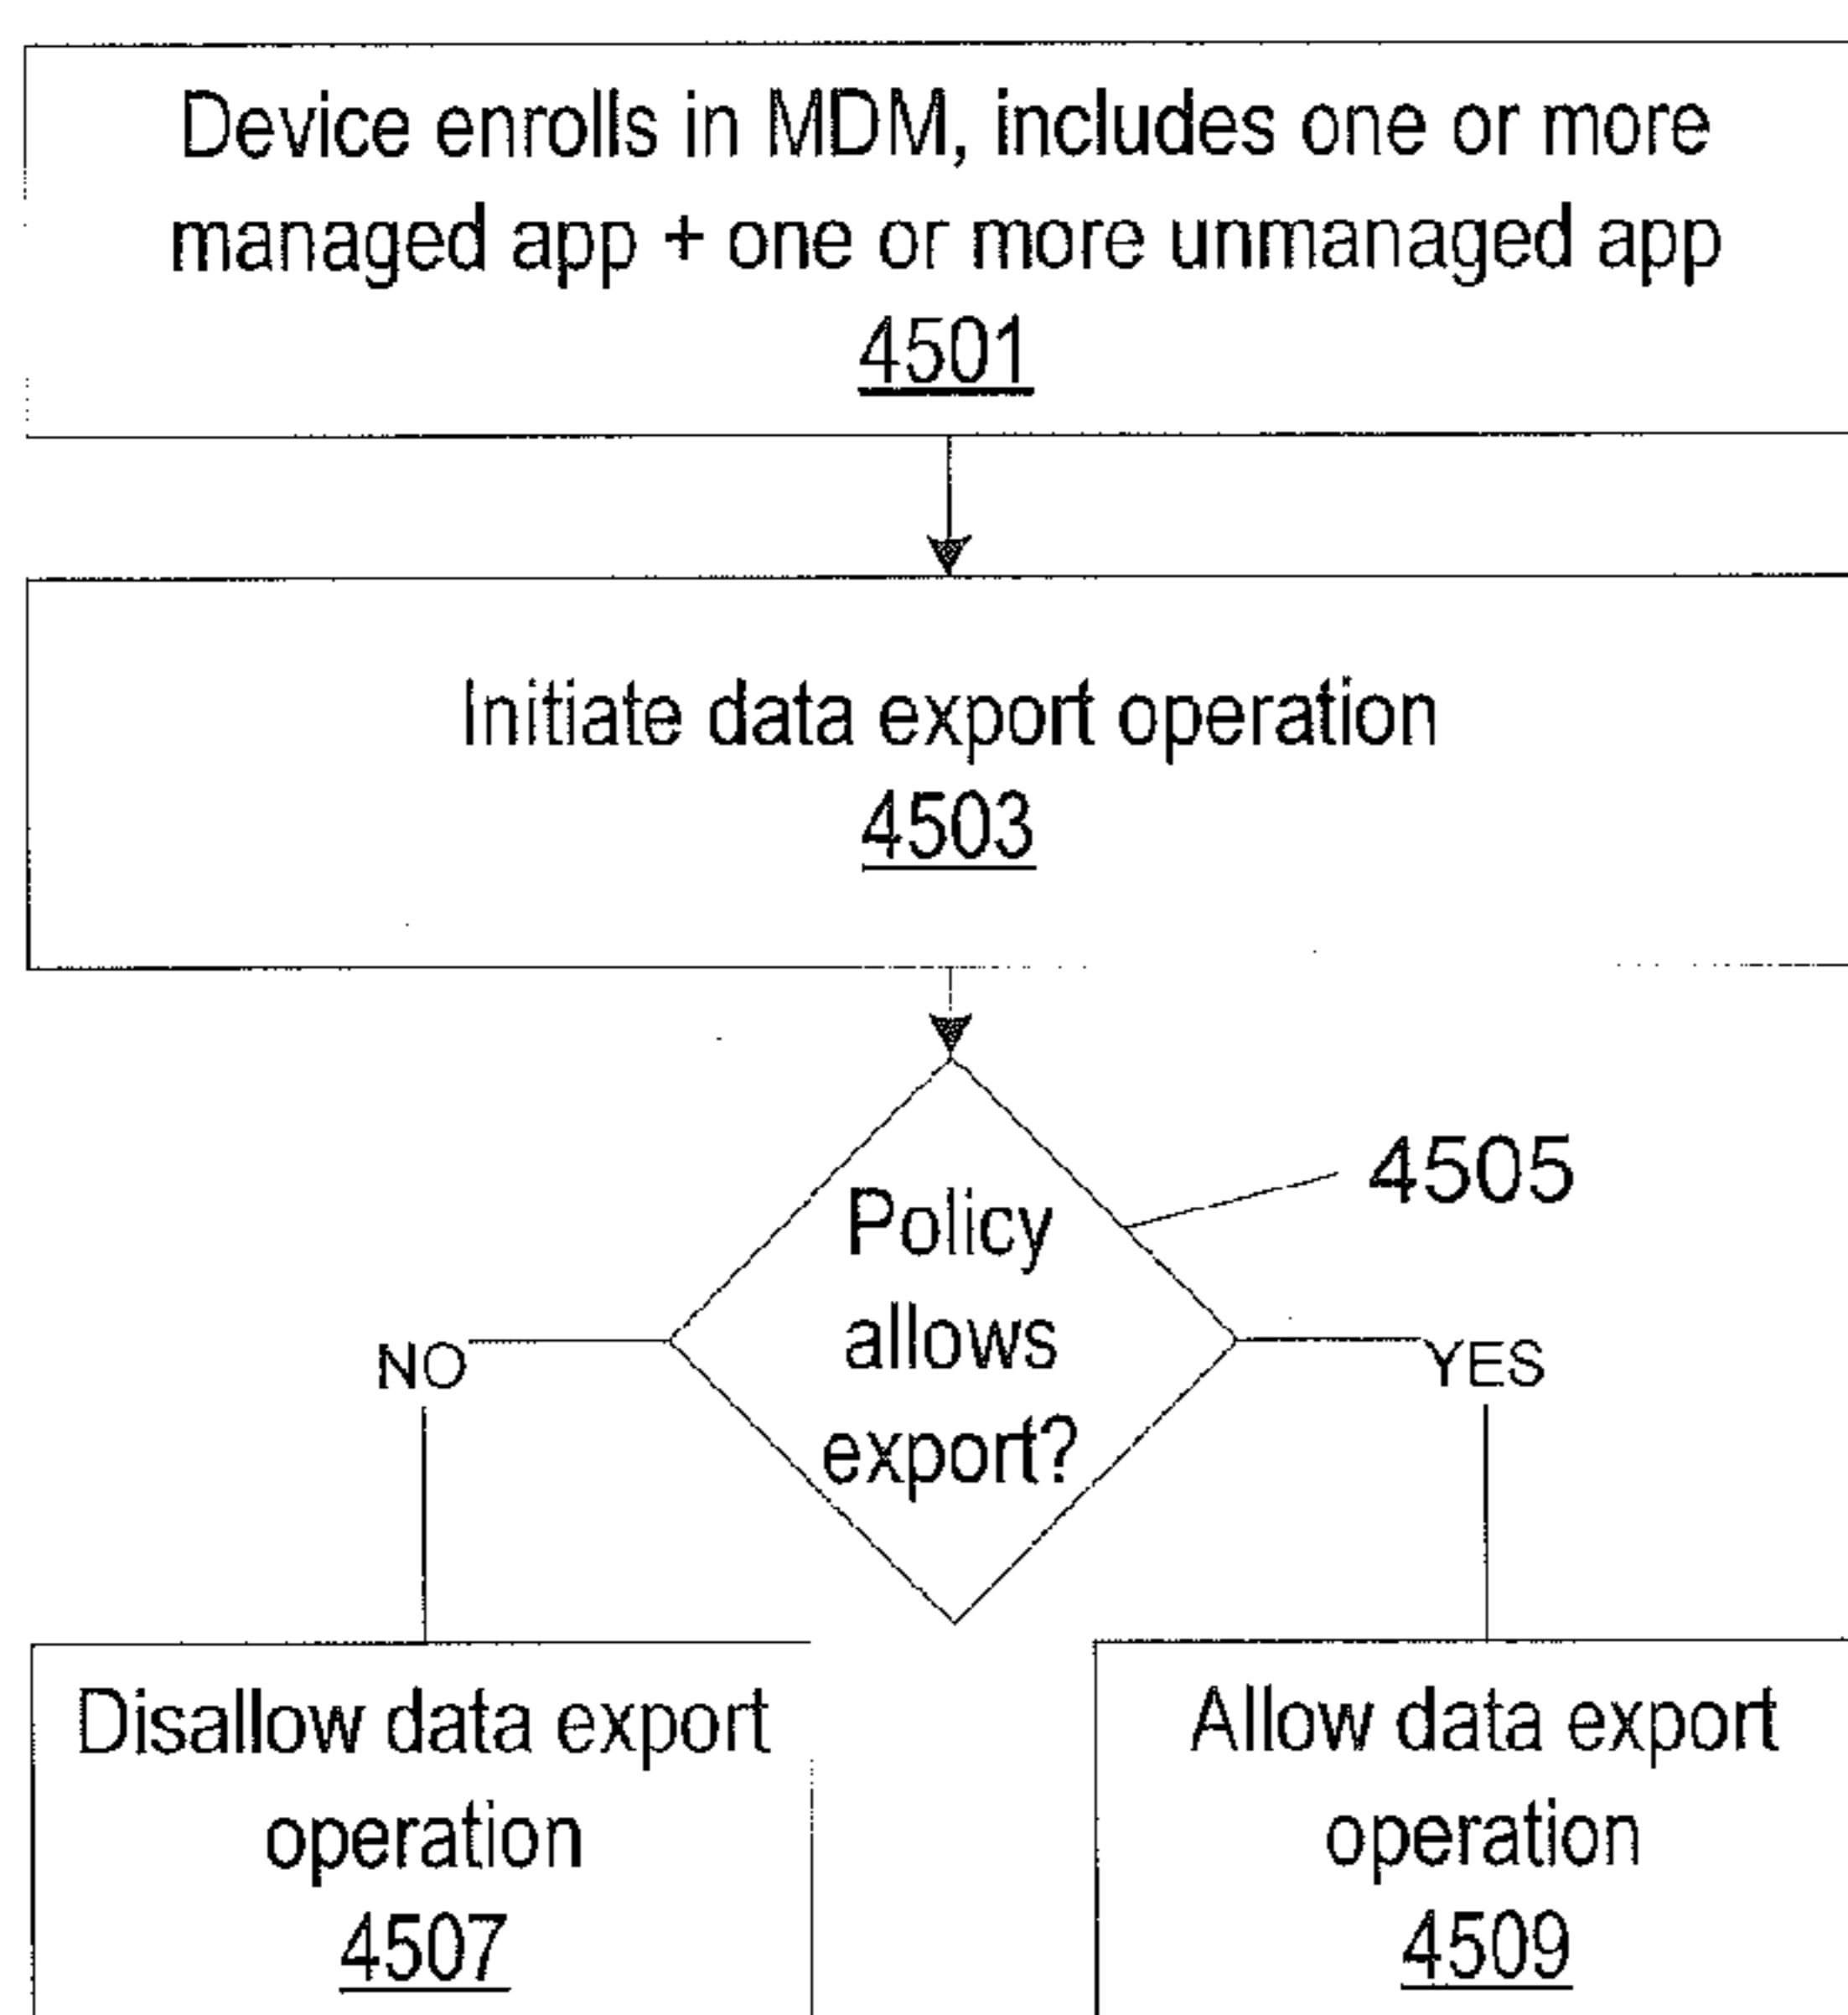 Device enrolls in MDM, includes one or more
managed app + one or more unmanaged app
4501
Initiate data export operation
4503
4505
Policy
allows
export?
NO
YES
Disallow data export
operation
4507
Allow data export
operation
4509